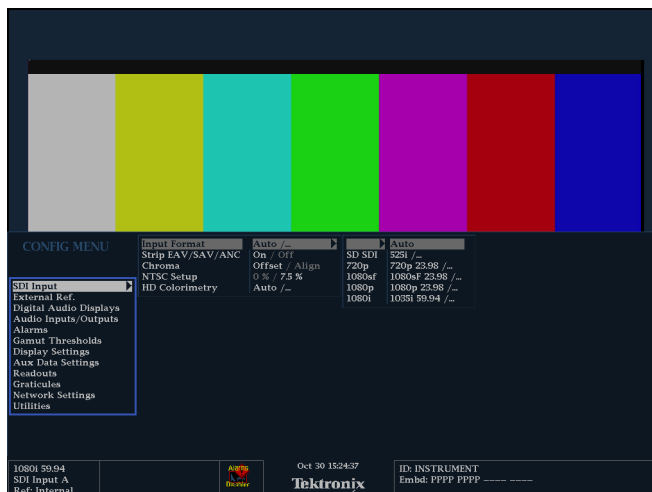 CONFIG MENU
SDI Input
External Ref.
Digital Audio Displays
Audio Inputs/Outputs
Alarms
Gamut Thresholds
Display Settings
Aux Data Settings
Readouts
Graticules
Network Settings
Utilities
Input Format Auto /...
Strip EAV/SAV/ANC On / Off
Chroma Offset / Align
NTSC Setup 0 % / 7.5 %
HD Colorimetry Auto /...
Auto
SD SDI 525i /...
720p 720p 23.98 /...
1080sf 1080sF 23.98 /...
1080p 1080p 23.98 /...
1080i 1035i 59.94 /...
1080i 59.94
SDI Input A
Ref: Internal
Alarms
Disabled
Oct 30 15:24:37
Tektronix
ID: INSTRUMENT
Embd: PPPP PPPP ---- ----